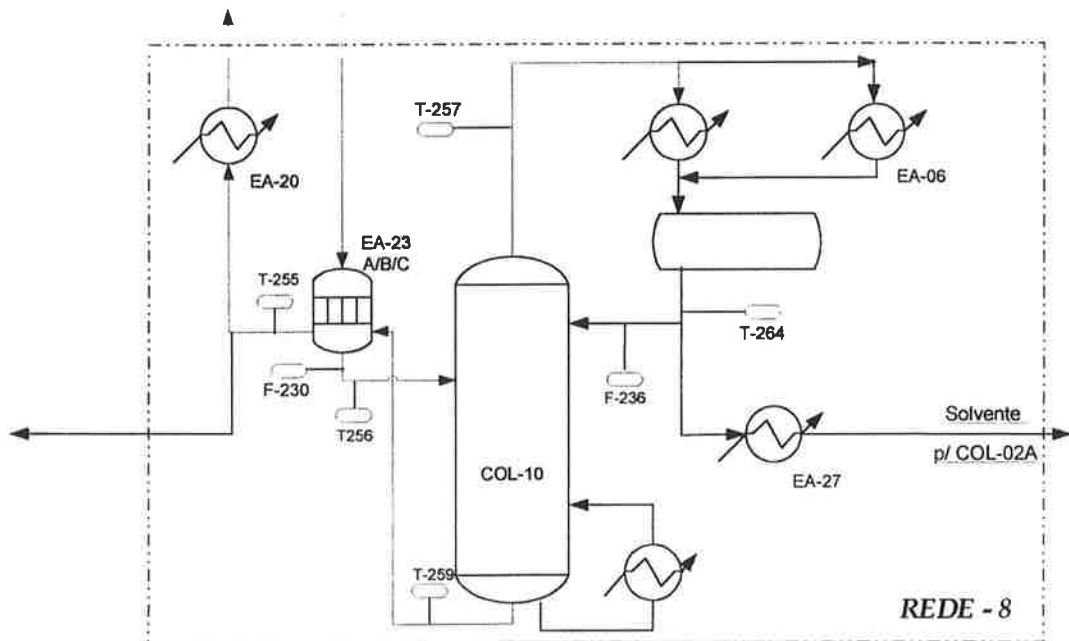 T-257
EA-20
EA-06
EA-23
A/B/C
T-255
T-264
F-230
T256
F-236
Solvente
p/ COL-02A
COL-10
EA-27
T-259
REDE - 8